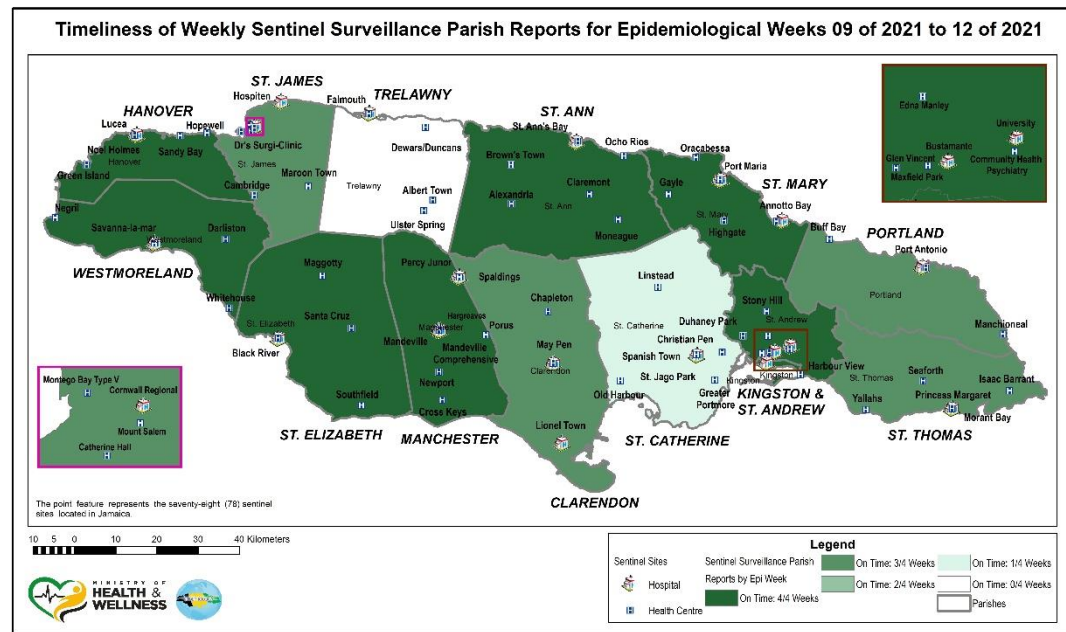 Timeliness of Weekly Sentinel Surveillance Parish Reports for Epidemiological Weeks 09 of 2021 to 12 of 2021
ST. JAMES
Hospiten
TRELAWNY
Falmouth
HANOVER
Lucea
Hopewell
Noel Holmes
Hanover
Sandy Bay
Green Island
Dr's Surgi-Clinic
St. James
Cambridge
Maroon Town
Dewars/Duncans
Trelawny
Albert Town
Ulster Spring
ST. ANN
St. Ann's Bay
Ocho Rios
Brown's Town
Alexandria
Claremont
St. Ann
Moneague
Oracabessa
Port Maria
Gayle
ST. MARY
Annotto Bay
St. Mary
Highgate
Buff Bay
PORTLAND
Port Antonio
Portland
Manchioneal
Edna Manley
University
Bustamante
Glen Vincent
Community Health
Psychiatry
Maxfield Park
Negril
Savanna-la-mar
Darliston
Westmoreland
WESTMORELAND
Whitehouse
Maggotty
Santa Cruz
St. Elizabeth
Black River
Southfield
ST. ELIZABETH
Percy Junor
Spaldings
Hargreaves
Manchester
Mandeville
Porus
Mandeville
Comprehensive
Newport
Cross Keys
MANCHESTER
Chapleton
May Pen
Clarendon
Lionel Town
CLARENDON
Linstead
St. Catherine
Duhaney Park
Christian Pen
Spanish Town
St. Jago Park
Old Harbour
Greater
Portmore
ST. CATHERINE
Stony Hill
St. Andrew
Kingston
Kingston
Harbour View
KINGSTON &
ST. ANDREW
St. Thomas
Seaforth
Isaac Barrant
Yallahs
Princess Margaret
Morant Bay
ST. THOMAS
Montego Bay Type V
Cornwall Regional
Mount Salem
Catherine Hall
The point feature represents the seventy-eight (78) sentinel
sites located in Jamaica.
10 5 0 10 20 30 40 Kilometers
MINISTRY OF
HEALTH &
WELLNESS
Legend
Sentinel Sites
Hospital
Health Centre
Sentinel Surveillance Parish
Reports by Epi Week
On Time: 4/4 Weeks
On Time: 3/4 Weeks
On Time: 2/4 Weeks
On Time: 1/4 Weeks
On Time: 0/4 Weeks
Parishes